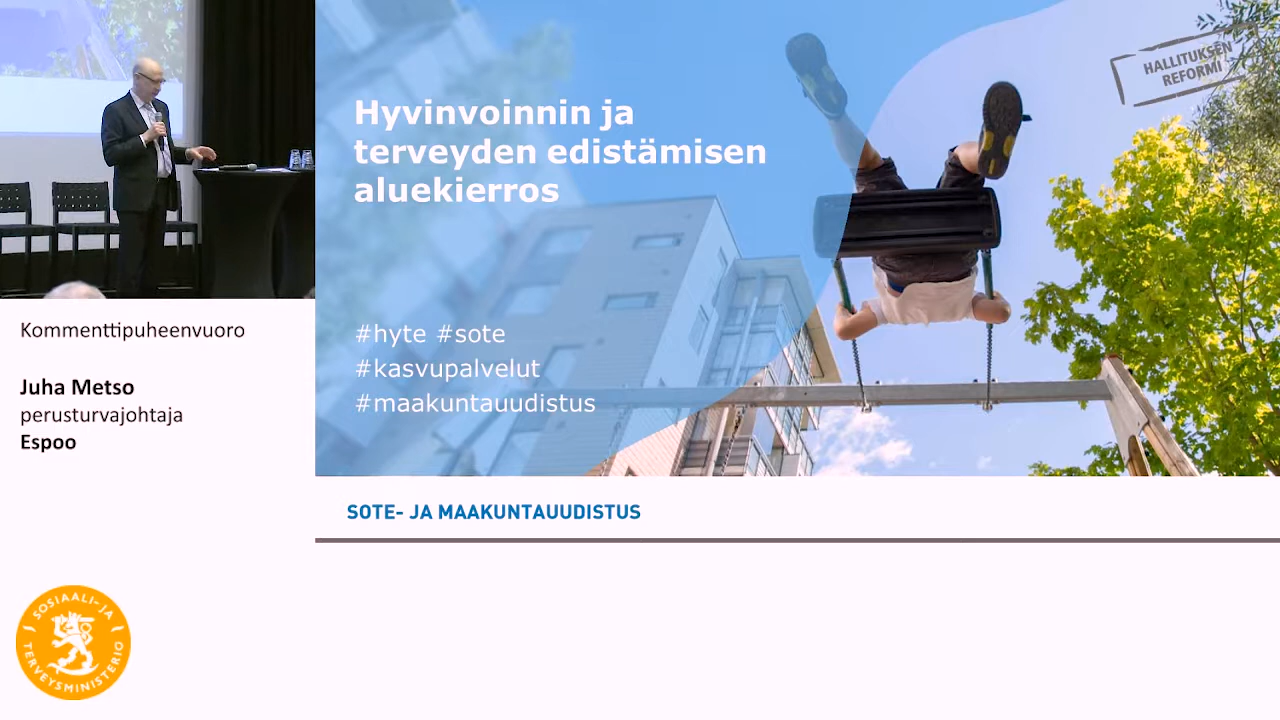 Hyvinvoinnin ja
terveyden edistämisen
aluekierros
HALLITUKSEN
REFORMI
#hyte #sote
#kasvupalvelut
#maakuntauudistus
SOTE- JA MAAKUNTAUUDISTUS
Kommenttipuheenvuoro
Juha Metso
perusturvajohtaja
Espoo
SOSIAALI- JA
TERVEYSMINISTERIÖ